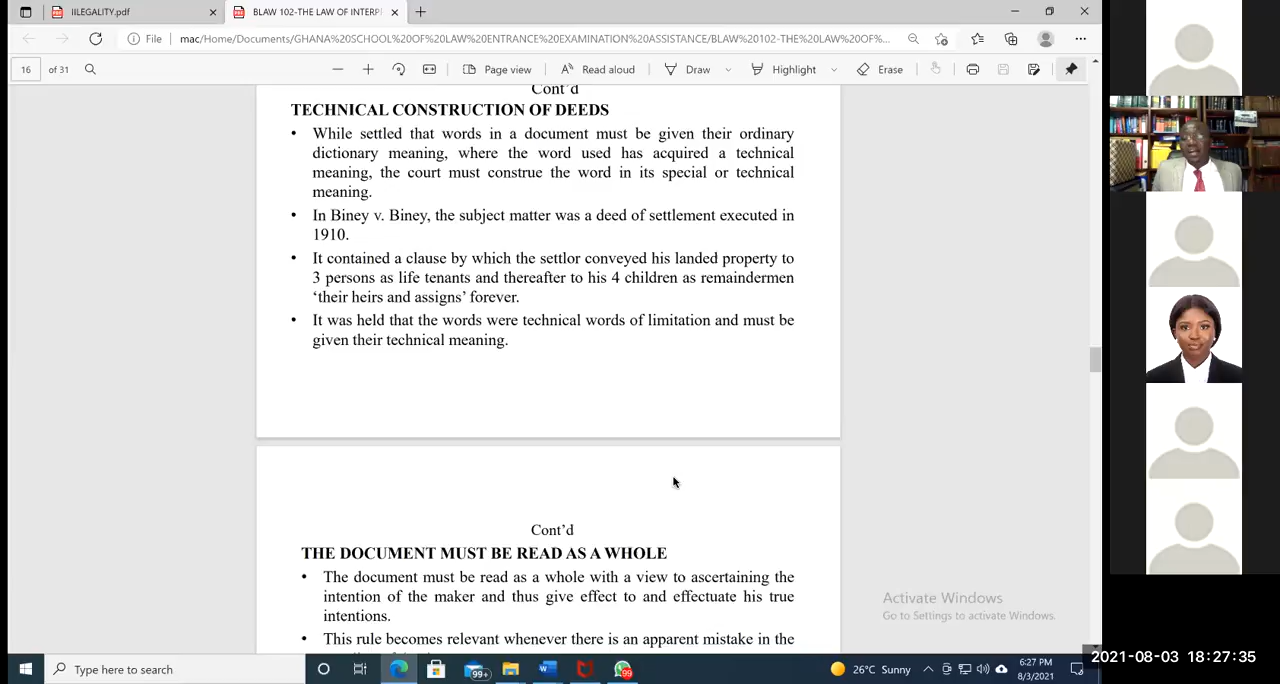 IILEGALITY.pdf
BLAW 102-THE LAW OF INTERPR
File
mac/Home/Documents/GHANA%20SCHOOL%20OF%20LAW%20ENTRANCE%20EXAMINATION%20ASSISTANCE/BLAW%20102-THE%20LAW%20OF%...
16
of 31
Page view
Read aloud
Draw
Highlight
Erase
Cont'd
TECHNICAL CONSTRUCTION OF DEEDS
• While settled that words in a document must be given their ordinary
dictionary meaning, where the word used has acquired a technical
meaning, the court must construe the word in its special or technical
meaning.
• In Biney v. Biney, the subject matter was a deed of settlement executed in
1910.
• It contained a clause by which the settlor conveyed his landed property to
3 persons as life tenants and thereafter to his 4 children as remaindermen
‘their heirs and assigns’ forever.
• It was held that the words were technical words of limitation and must be
given their technical meaning.
Cont'd
THE DOCUMENT MUST BE READ AS A WHOLE
• The document must be read as a whole with a view to ascertaining the
intention of the maker and thus give effect to and effectuate his true
intentions.
• This rule becomes relevant whenever there is an apparent mistake in the
Activate Windows
Go to Settings to activate Windows.
Type here to search
99+
99
26°C Sunny
6:27 PM
8/3/2021
2021-08-03 18:27:35